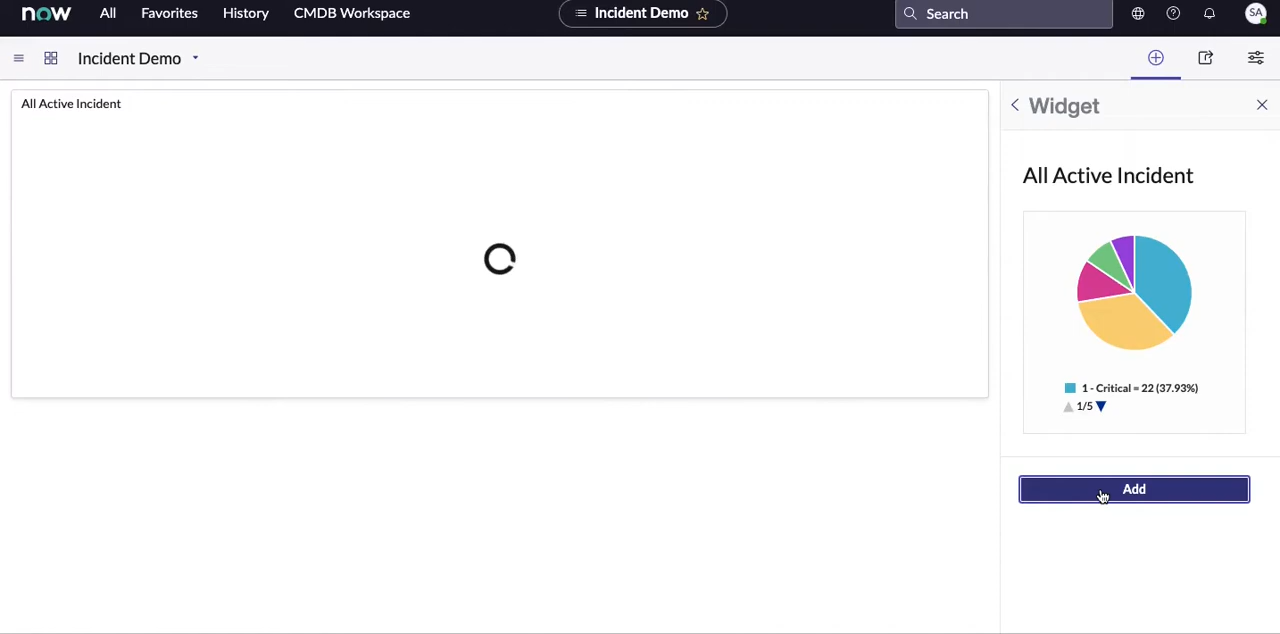 now All Favorites History CMDB Workspace Incident Demo Search SA
Incident Demo
All Active Incident
Widget
All Active Incident
1 - Critical = 22 (37.93%)
1/5
Add